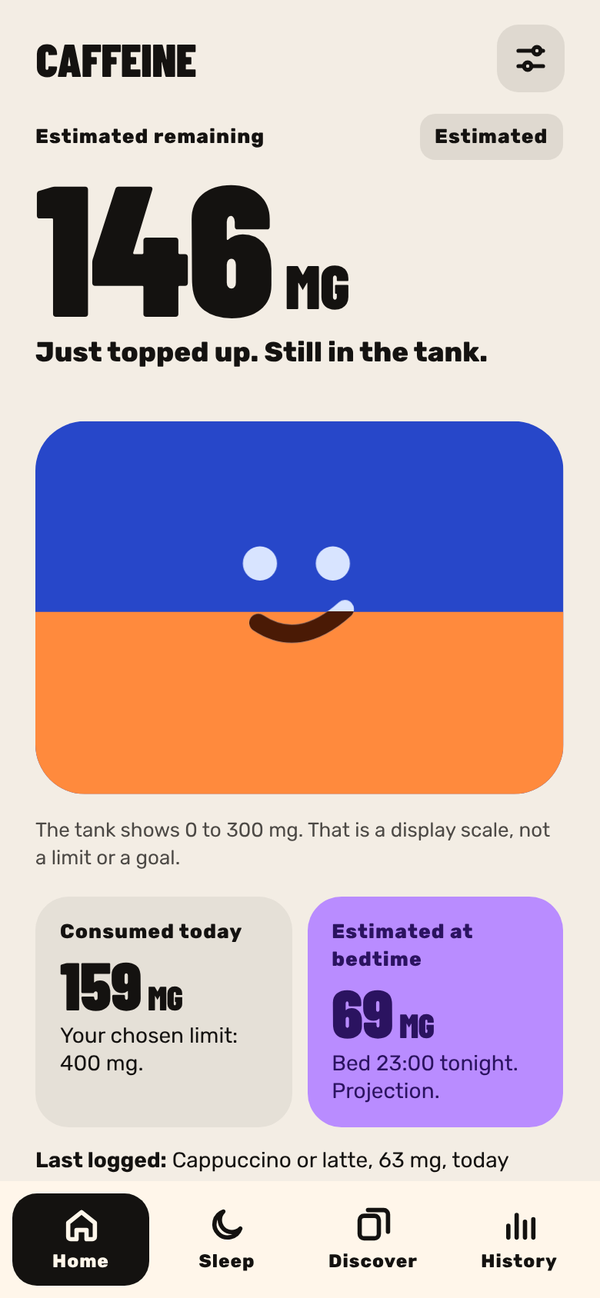 CAFFEINE
Estimated remaining
Estimated
146 MG
Just topped up. Still in the tank.
The tank shows 0 to 300 mg. That is a display scale, not
a limit or a goal.
Consumed today
159 MG
Your chosen limit:
400 mg.
Estimated at
bedtime
69 MG
Bed 23:00 tonight.
Projection.
Last logged: Cappuccino or latte, 63 mg, today
Home
Sleep
Discover
History